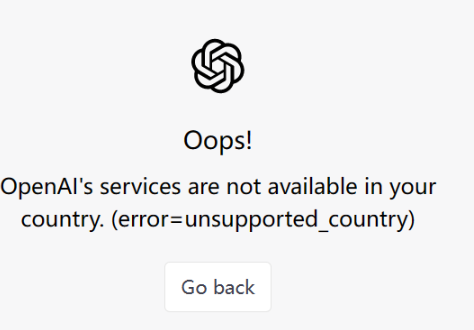 Oops!
OpenAI's services are not available in your
country. (error=unsupported_country)
Go back